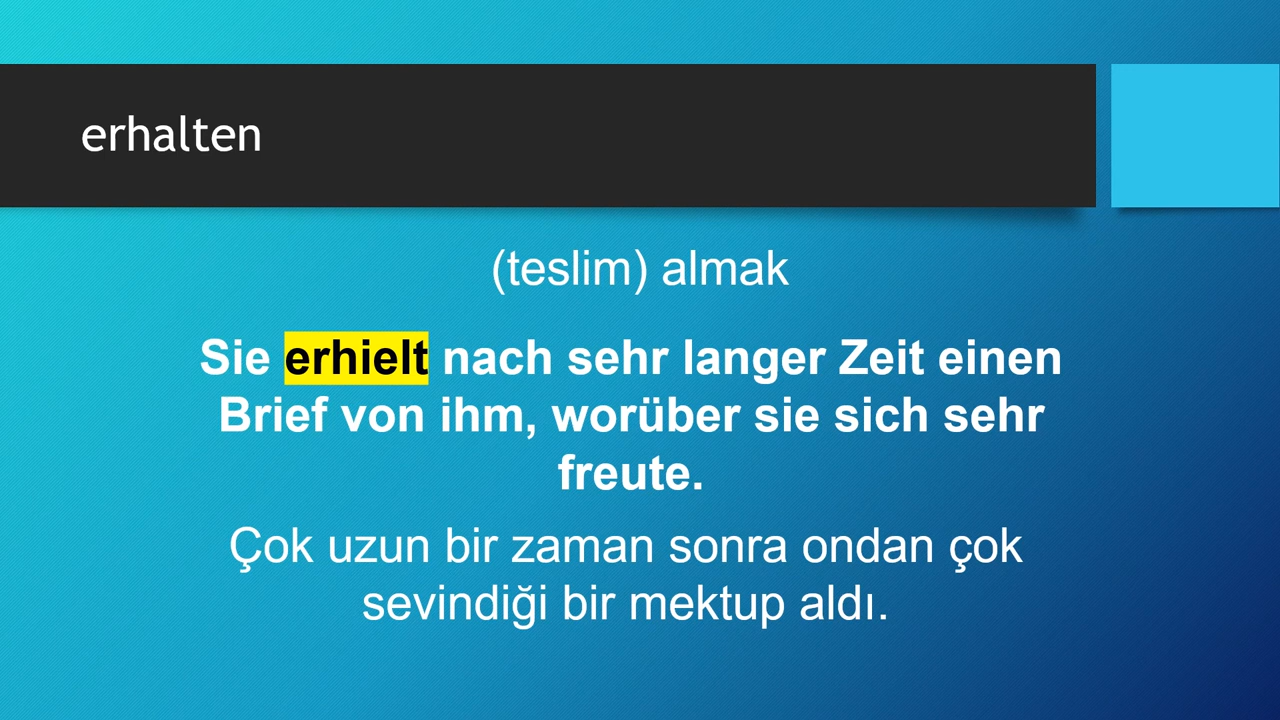 erhalten
(teslim) almak
Sie erhielt nach sehr langer Zeit einen
Brief von ihm, worüber sie sich sehr
freute.
Çok uzun bir zaman sonra ondan çok
sevindiği bir mektup aldı.